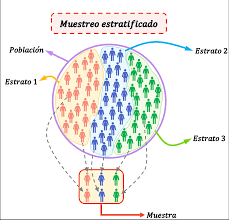 Muestreo estratificado
Población
Estrato 2
Estrato 1
Estrato 3
Muestra